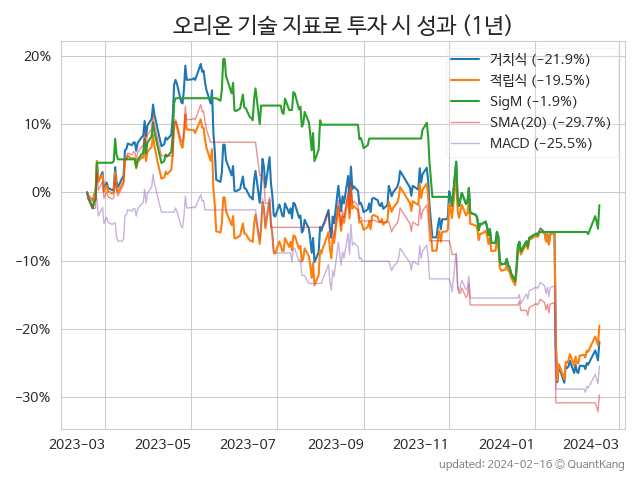 오리온 기술 지표로 투자 시 성과 (1년)
거치식 (−21.9%)
적립식 (−19.5%)
SigM (−1.9%)
SMA(20) (−29.7%)
MACD (−25.5%)
20%
10%
0%
−10%
−20%
−30%
2023−03 2023−05 2023−07 2023−09 2023−11 2024−01 2024−03
updated: 2024−02−16 © QuantKang